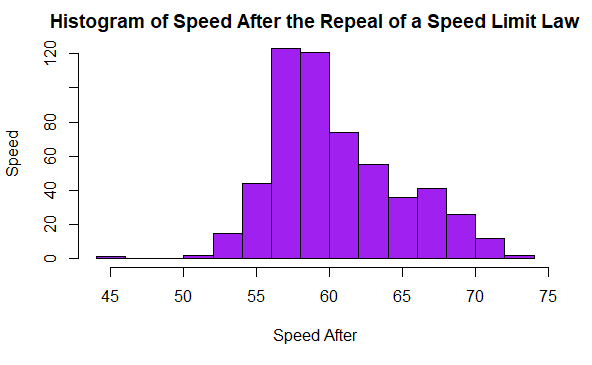 Histogram of Speed After the Repeal of a Speed Limit Law
Speed
120
80
60
40
20
0
45 50 55 60 65 70 75
Speed After